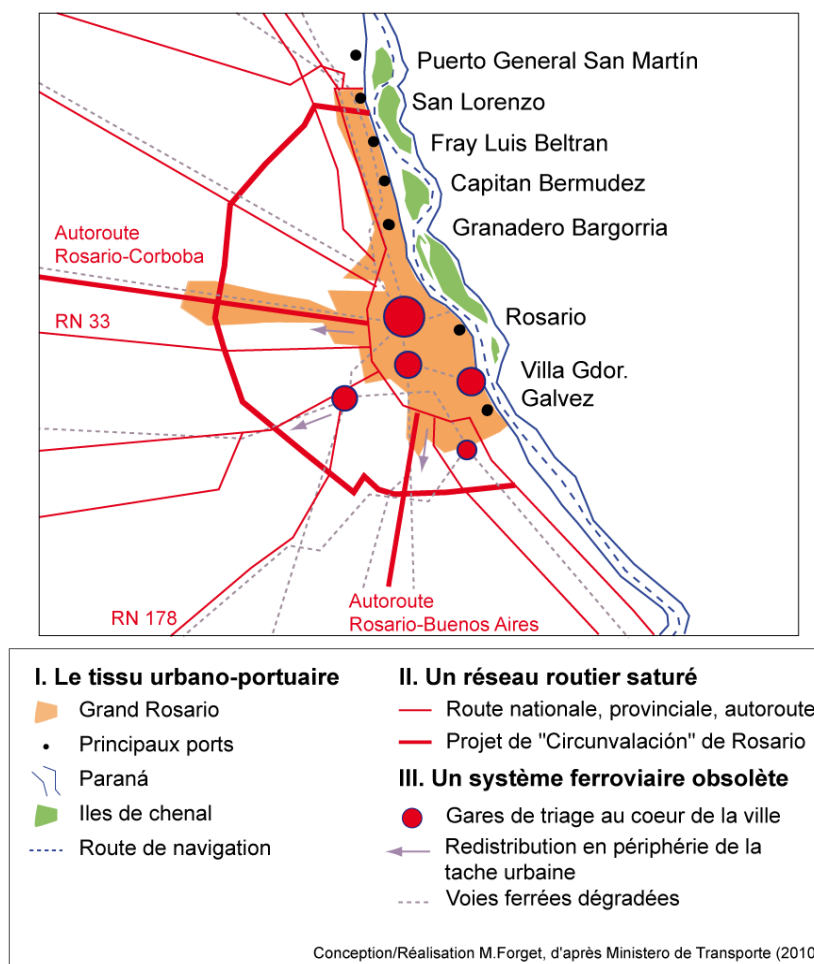 Puerto General San Martín
San Lorenzo
Fray Luis Beltran
Capitan Bermudez
Granadero Bargorria
Autoroute
Rosario-Corboba
RN 33
Rosario
Villa Gdor.
Galvez
RN 178
Autoroute
Rosario-Buenos Aires
I. Le tissu urbano-portuaire
Grand Rosario
Principaux ports
Paraná
Iles de chenal
Route de navigation
II. Un réseau routier saturé
Route nationale, provinciale, autoroute
Projet de "Circunvalación" de Rosario
III. Un système ferroviaire obsolète
Gares de triage au coeur de la ville
Redistribution en périphérie de la
tache urbaine
Voies ferrées dégradées
Conception/Réalisation M.Forget, d'après Ministero de Transporte (2010